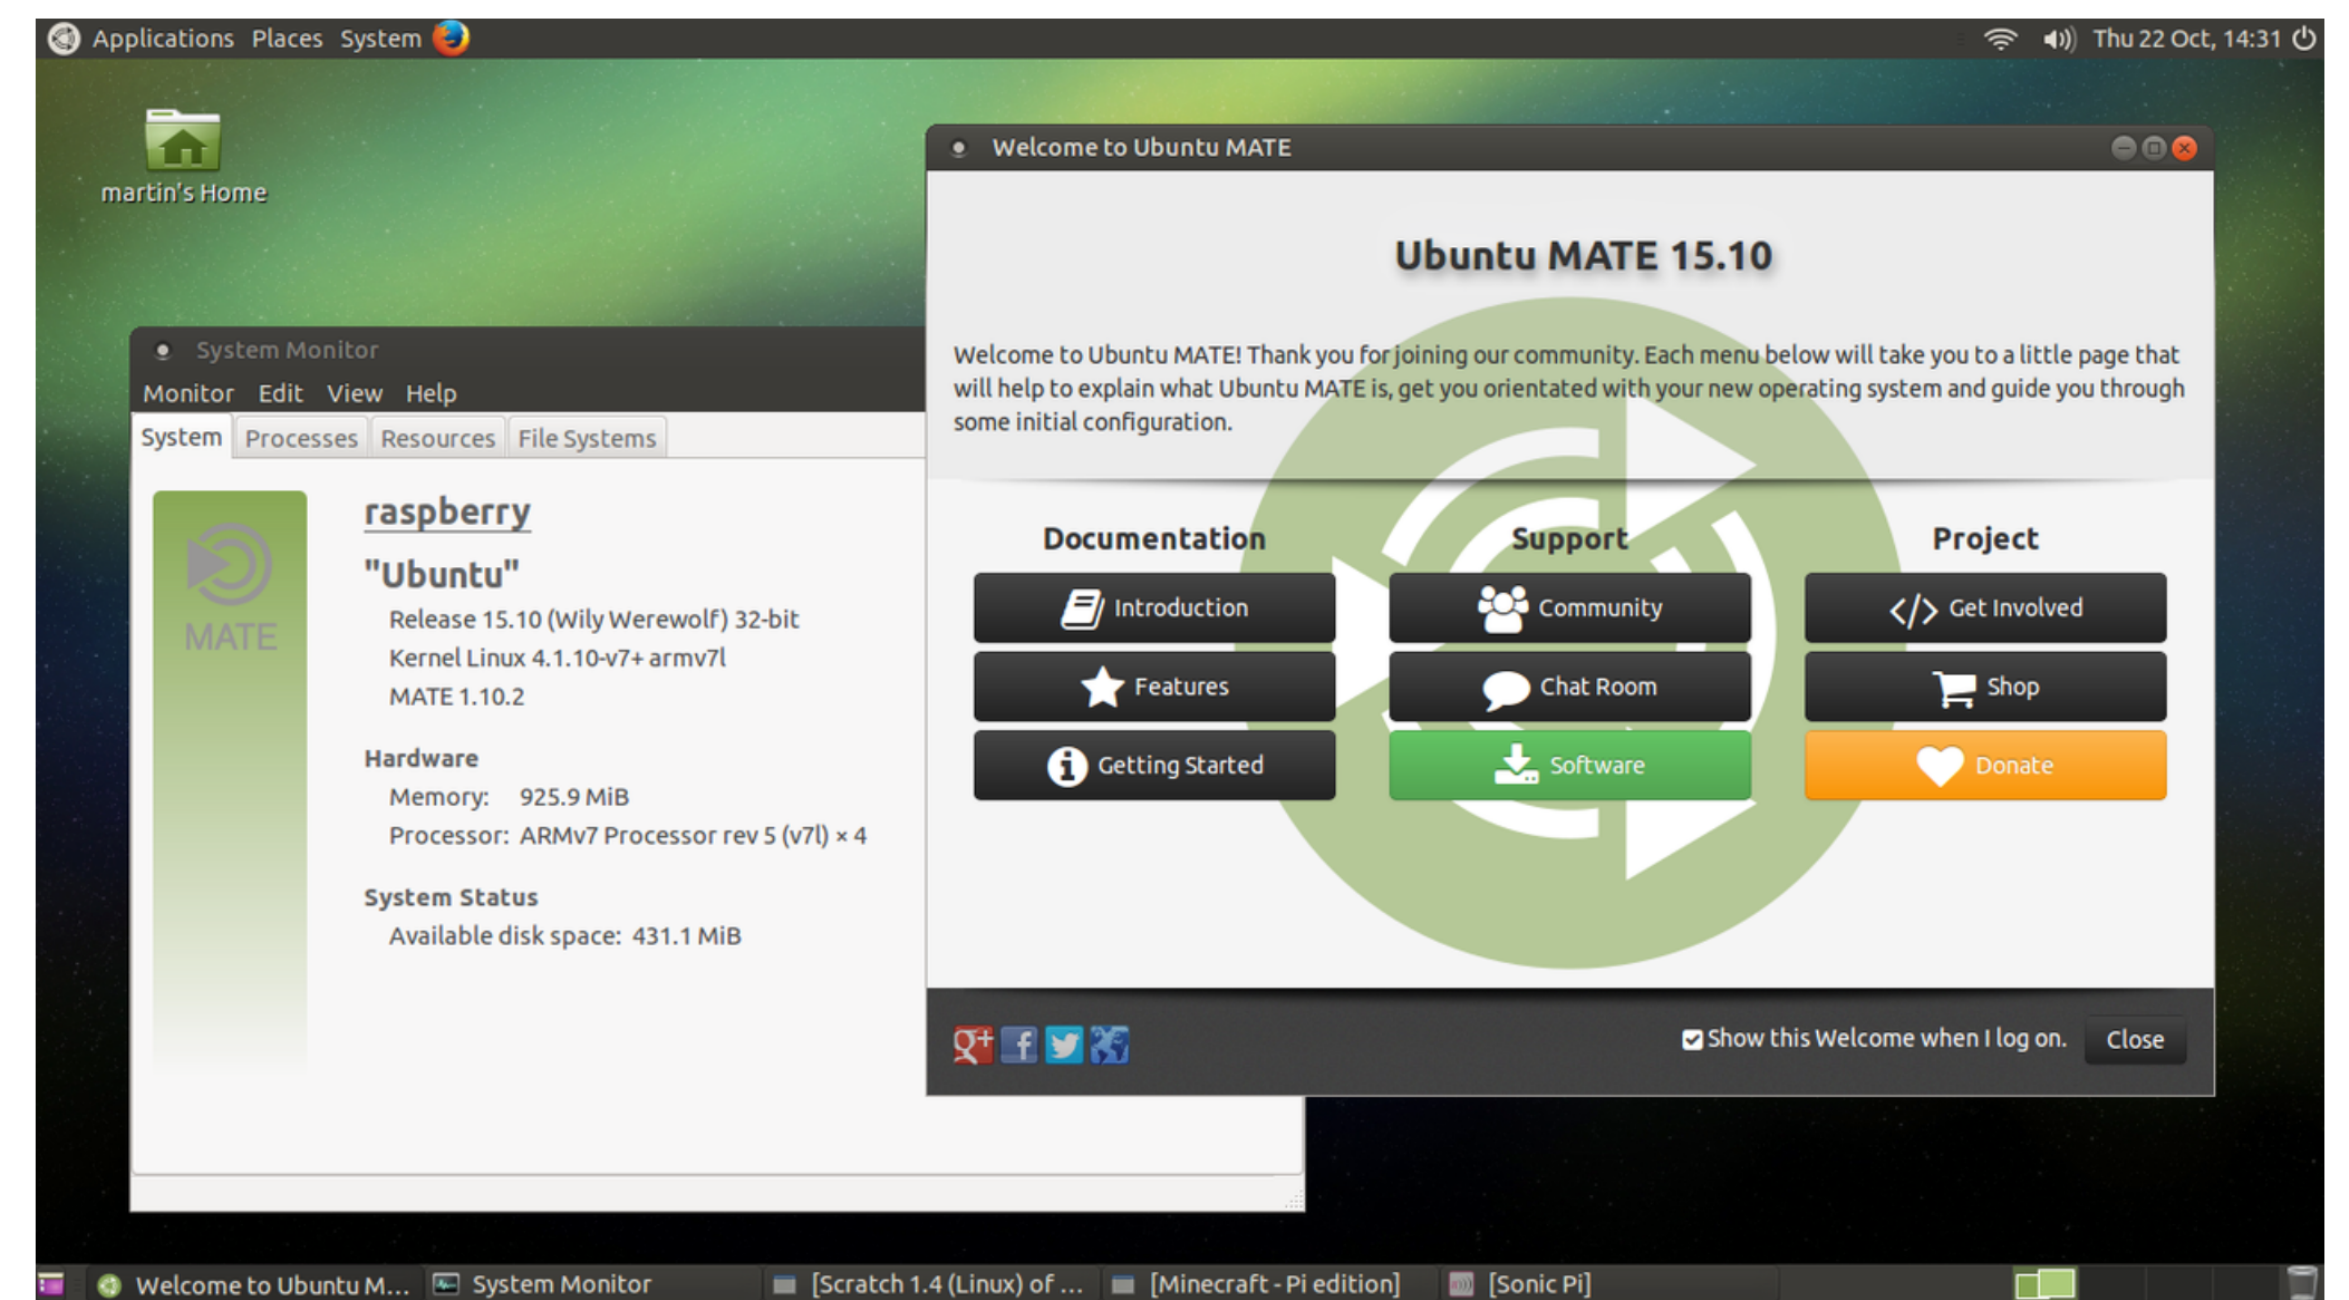 Applications Places System
Thu 22 Oct, 14:31
martin's Home
System Monitor
Monitor Edit View Help
System Processes Resources File Systems
MATE
raspberry
"Ubuntu"
Release 15.10 (Wily Werewolf) 32-bit
Kernel Linux 4.1.10-v7+ armv7l
MATE 1.10.2
Hardware
Memory: 925.9 MiB
Processor: ARMv7 Processor rev 5 (v7l) × 4
System Status
Available disk space: 431.1 MiB
Welcome to Ubuntu MATE
Ubuntu MATE 15.10
Welcome to Ubuntu MATE! Thank you for joining our community. Each menu below will take you to a little page that
will help to explain what Ubuntu MATE is, get you orientated with your new operating system and guide you through
some initial configuration.
Documentation
Introduction
Features
Getting Started
Support
Community
Chat Room
Software
Project
</> Get Involved
Shop
Donate
g+ f
Show this Welcome when I log on.
Close
Welcome to Ubuntu M...
System Monitor
[Scratch 1.4 (Linux) of ...
[Minecraft - Pi edition]
[Sonic Pi]